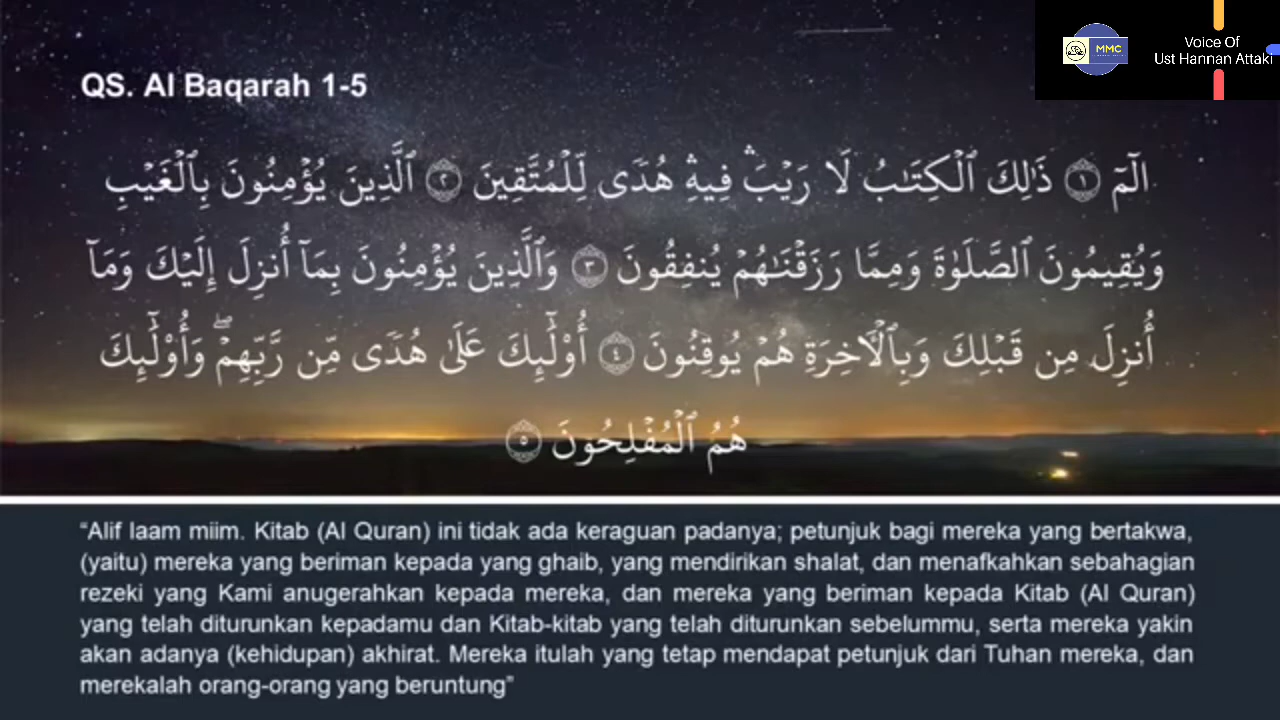 MMC
Voice Of
Ust Hannan Attaki
QS. Al Baqarah 1-5
الٓمٓ ١ ذَٰلِكَ ٱلْكِتَٰبُ لَا رَيْبَ ۛ فِيهِ ۛ هُدًى لِّلْمُتَّقِينَ ٢ ٱلَّذِينَ يُؤْمِنُونَ بِٱلْغَيْبِ
وَيُقِيمُونَ ٱلصَّلَوٰةَ وَمِمَّا رَزَقْنَٰهُمْ يُنفِقُونَ ٣ وَٱلَّذِينَ يُؤْمِنُونَ بِمَآ أُنزِلَ إِلَيْكَ وَمَآ
أُنزِلَ مِن قَبْلِكَ وَبِٱلْأَخِرَةِ هُمْ يُوقِنُونَ ٤ أُو۟لَٰٓئِكَ عَلَىٰ هُدًى مِّن رَّبِّهِمْ ۖ وَأُو۟لَٰٓئِكَ
هُمُ ٱلْمُفْلِحُونَ ٥
“Alif laam miim. Kitab (Al Quran) ini tidak ada keraguan padanya; petunjuk bagi mereka yang bertakwa,
(yaitu) mereka yang beriman kepada yang ghaib, yang mendirikan shalat, dan menafkahkan sebahagian
rezeki yang Kami anugerahkan kepada mereka, dan mereka yang beriman kepada Kitab (Al Quran)
yang telah diturunkan kepadamu dan Kitab-kitab yang telah diturunkan sebelummu, serta mereka yakin
akan adanya (kehidupan) akhirat. Mereka itulah yang tetap mendapat petunjuk dari Tuhan mereka, dan
merekalah orang-orang yang beruntung”